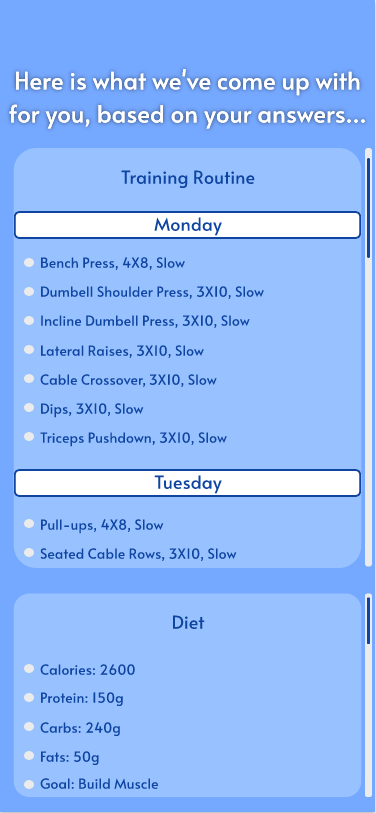 Here is what we've come up with
for you, based on your answers...
Training Routine
Monday
Bench Press, 4X8, Slow
Dumbell Shoulder Press, 3X10, Slow
Incline Dumbell Press, 3X10, Slow
Lateral Raises, 3X10, Slow
Cable Crossover, 3X10, Slow
Dips, 3X10, Slow
Triceps Pushdown, 3X10, Slow
Tuesday
Pull-ups, 4X8, Slow
Seated Cable Rows, 3X10, Slow
Diet
Calories: 2600
Protein: 150g
Carbs: 240g
Fats: 50g
Goal: Build Muscle